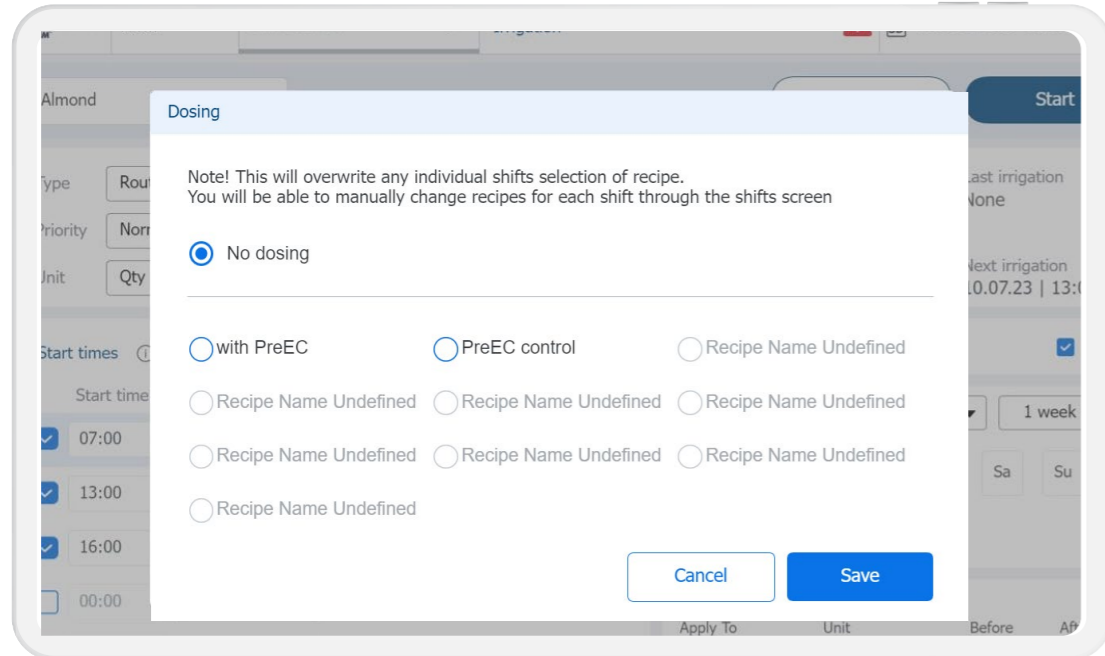 Almond
Start
Dosing
Note! This will overwrite any individual shifts selection of recipe.
You will be able to manually change recipes for each shift through the shifts screen
Type
Last irrigation
None
Priority
No dosing
Unit
Qty
Next irrigation
10.07.23 | 13:
with PreEC
PreEC control
Recipe Name Undefined
Start times
Start time
Recipe Name Undefined
Recipe Name Undefined
Recipe Name Undefined
1 week
07:00
Recipe Name Undefined
Recipe Name Undefined
Recipe Name Undefined
Sa
Su
13:00
Recipe Name Undefined
16:00
Cancel
Save
00:00
Apply To
Unit
Before